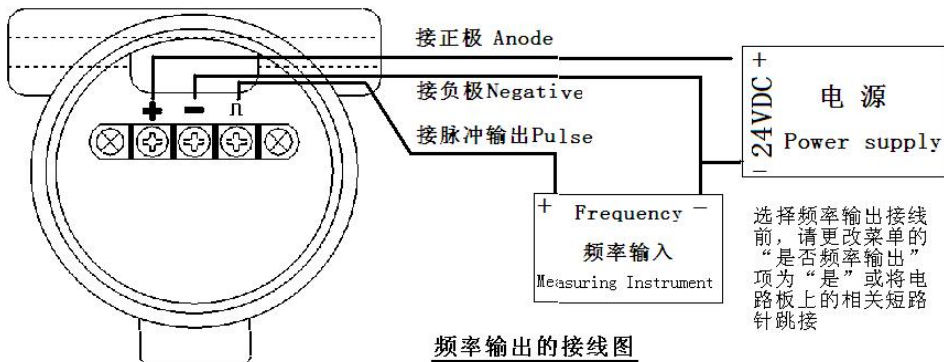 接正极 Anode
接负极Negative
接脉冲输出Pulse
+ - ⎍
+ 24VDC -
电 源
Power supply
+ Frequency -
频率输入
Measuring Instrument
选择频率输出接线
前，请更改菜单的
“是否频率输出”
项为“是”或将电
路板上的相关短路
针跳接
频率输出的接线图